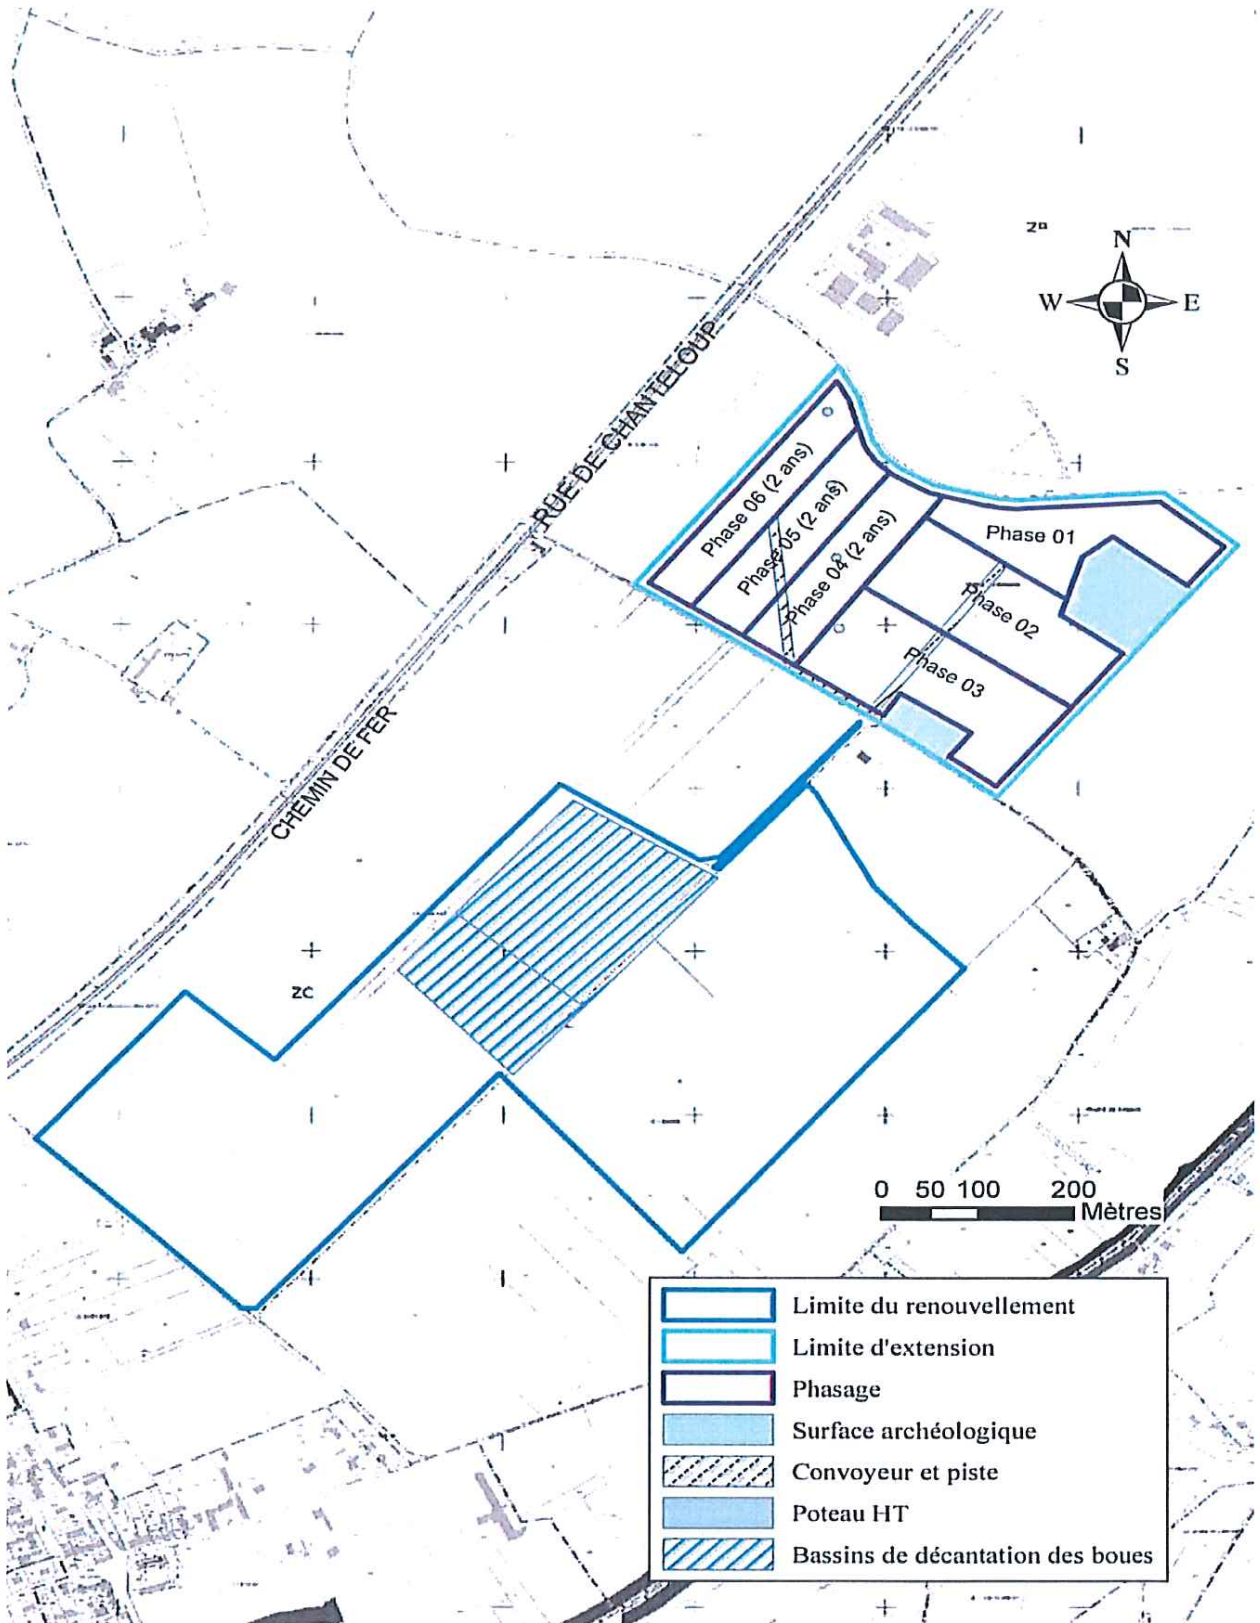 N
W E
S
RUE DE CHANTELOUP
Phase 06 (2 ans)
Phase 05 (2 ans)
Phase 04 (2 ans)
Phase 01
Phase 02
Phase 03
CHEMIN DE FER
ZC
0 50 100 200
Mètres
Limite du renouvellement
Limite d'extension
Phasage
Surface archéologique
Convoyeur et piste
Poteau HT
Bassins de décantation des boues